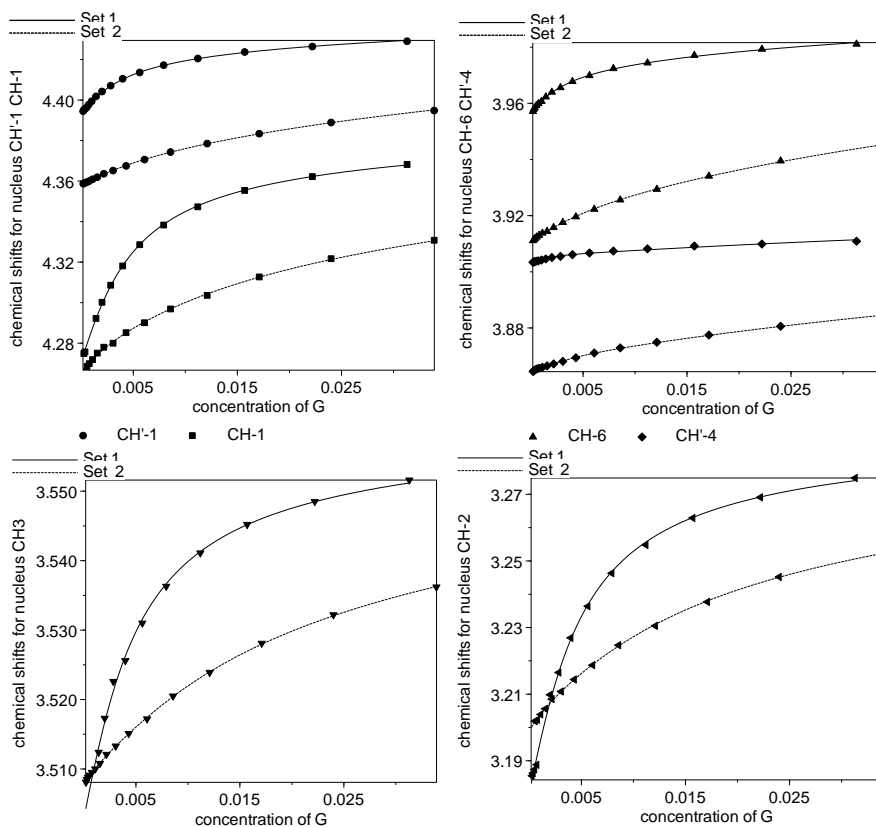 Set 1
Set 2
chemical shifts for nucleus CH'-1 CH-1
4.40
4.36
4.32
4.28
0.005
0.015
0.025
concentration of G
CH'-1 CH-1
Set 1
Set 2
chemical shifts for nucleus CH-6 CH'-4
3.96
3.92
3.88
0.005
0.015
0.025
concentration of G
CH-6 CH'-4
Set 1
Set 2
chemical shifts for nucleus CH3
3.550
3.540
3.530
3.520
3.510
0.005
0.015
0.025
concentration of G
Set 1
Set 2
chemical shifts for nucleus CH-2
3.27
3.25
3.23
3.21
3.19
0.005
0.015
0.025
concentration of G